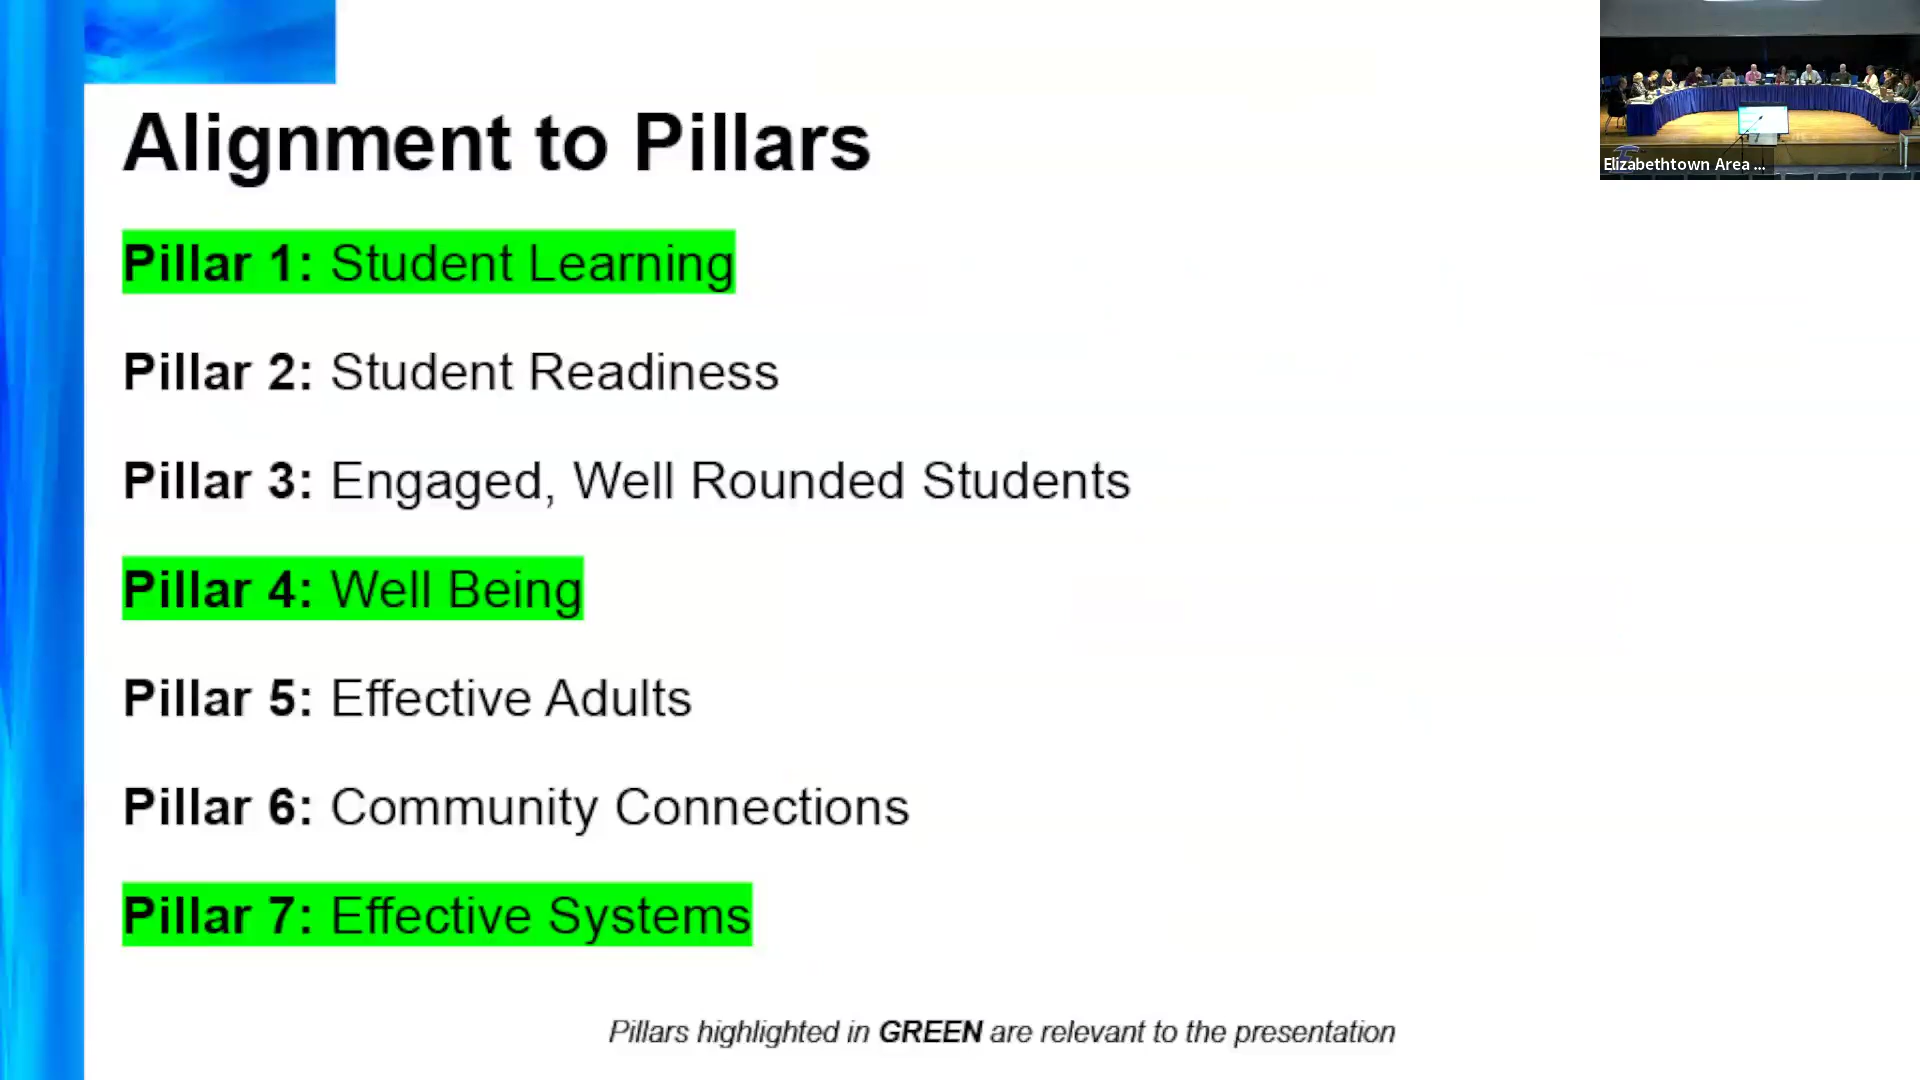 Alignment to Pillars
Pillar 1: Student Learning
Pillar 2: Student Readiness
Pillar 3: Engaged, Well Rounded Students
Pillar 4: Well Being
Pillar 5: Effective Adults
Pillar 6: Community Connections
Pillar 7: Effective Systems
Pillars highlighted in GREEN are relevant to the presentation
Elizabethtown Area ...